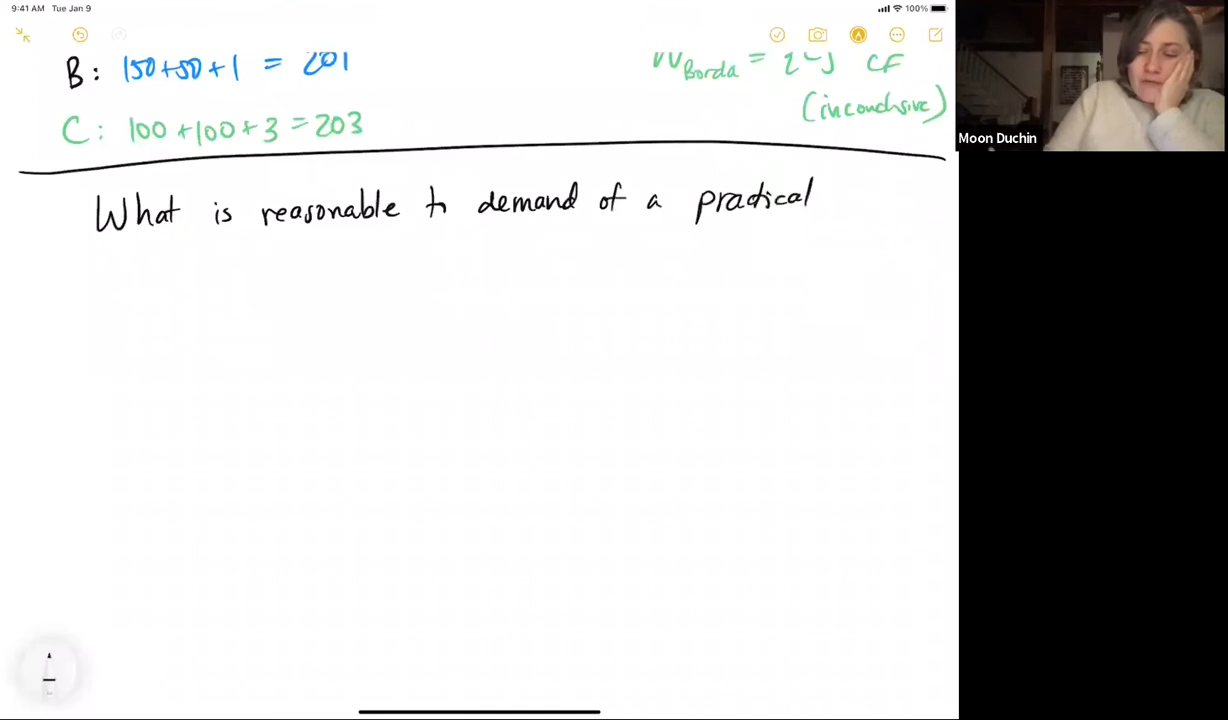 9:41 AM Tue Jan 9
100%
B: 150+50+1 = 201
C: 100+100+3=203
W Borda =
(inconclusive)
Moon Duchin
What is reasonable to demand of a practical